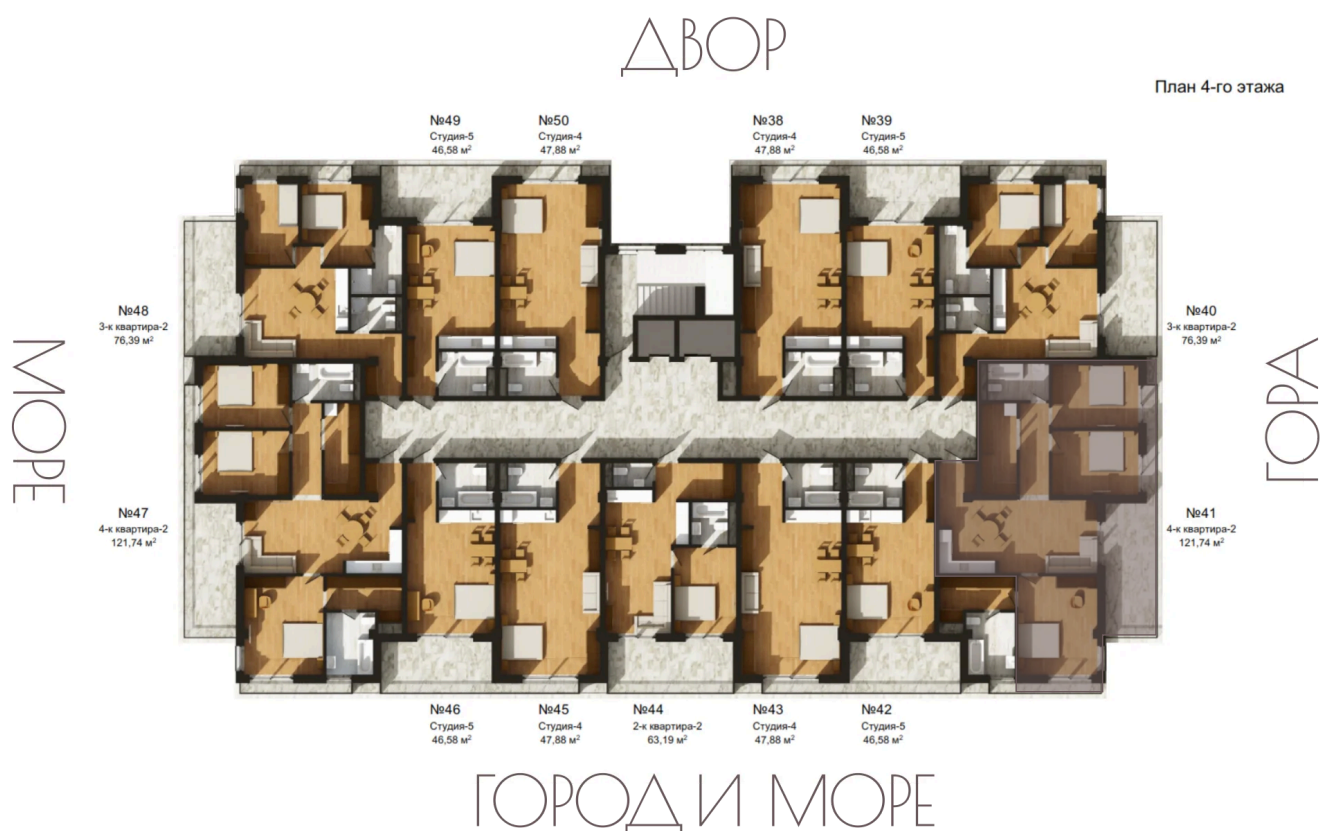 ДВОР
План 4-го этажа
№49
Студия-5
46,58 м²
№50
Студия-4
47,88 м²
№38
Студия-4
47,88 м²
№39
Студия-5
46,58 м²
№48
3-к квартира-2
76,39 м²
№40
3-к квартира-2
76,39 м²
МОРЕ
ГОРА
№47
4-к квартира-2
121,74 м²
№41
4-к квартира-2
121,74 м²
№46
Студия-5
46,58 м²
№45
Студия-4
47,88 м²
№44
2-к квартира-2
63,19 м²
№43
Студия-4
47,88 м²
№42
Студия-5
46,58 м²
ГОРОД И МОРЕ